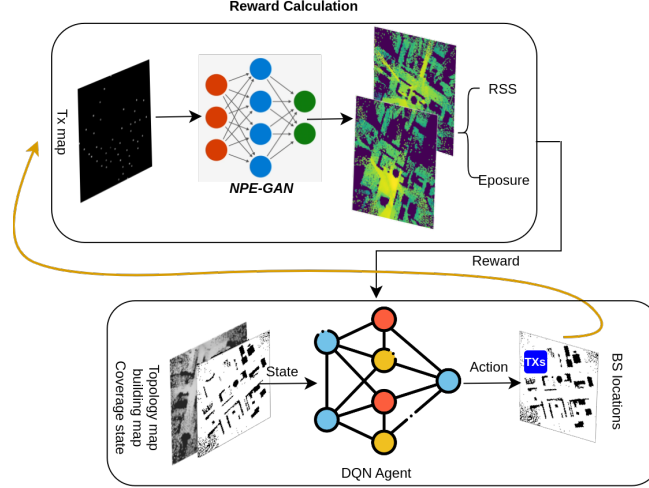 Reward Calculation
Tx map
NPE-GAN
RSS
Eposure
Reward
Topology map
building map
Coverage state
State
Action
TXs
BS locations
DQN Agent